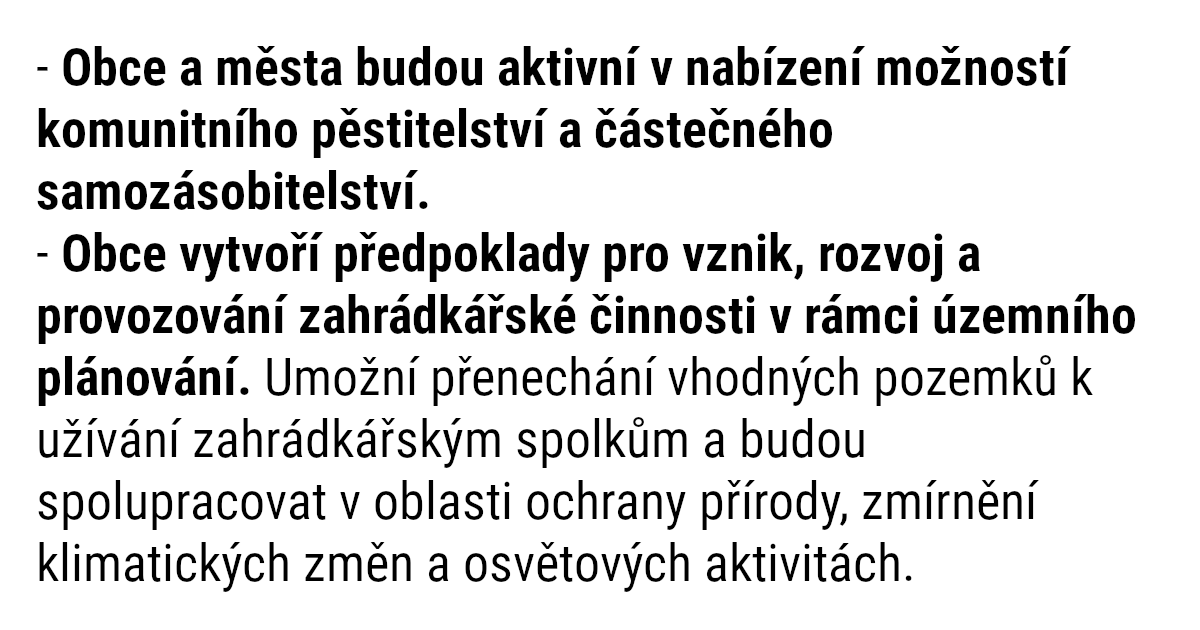 - Obce a města budou aktivní v nabízení možností
komunitního pěstitelství a částečného
samozásobitelství.
- Obce vytvoří předpoklady pro vznik, rozvoj a
provozování zahrádkářské činnosti v rámci územního
plánování. Umožní přenechání vhodných pozemků k
užívání zahrádkářským spolkům a budou
spolupracovat v oblasti ochrany přírody, zmírnění
klimatických změn a osvětových aktivitách.